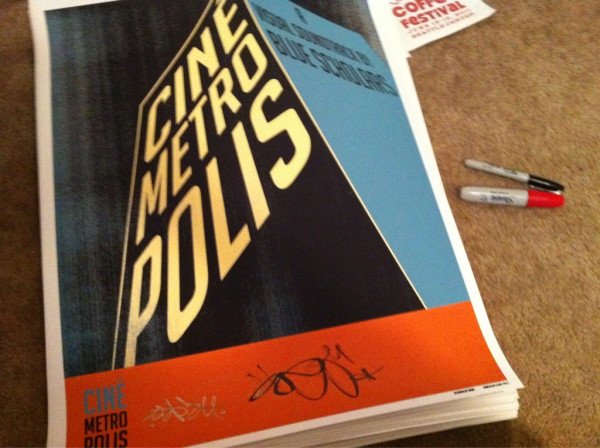 A
VISUAL SOUNDTRACK BY
BLUE SCHOLARS
CINÉ
METRO
POLIS
CINÉ
METRO
POLIS
COFFEE
FESTIVAL